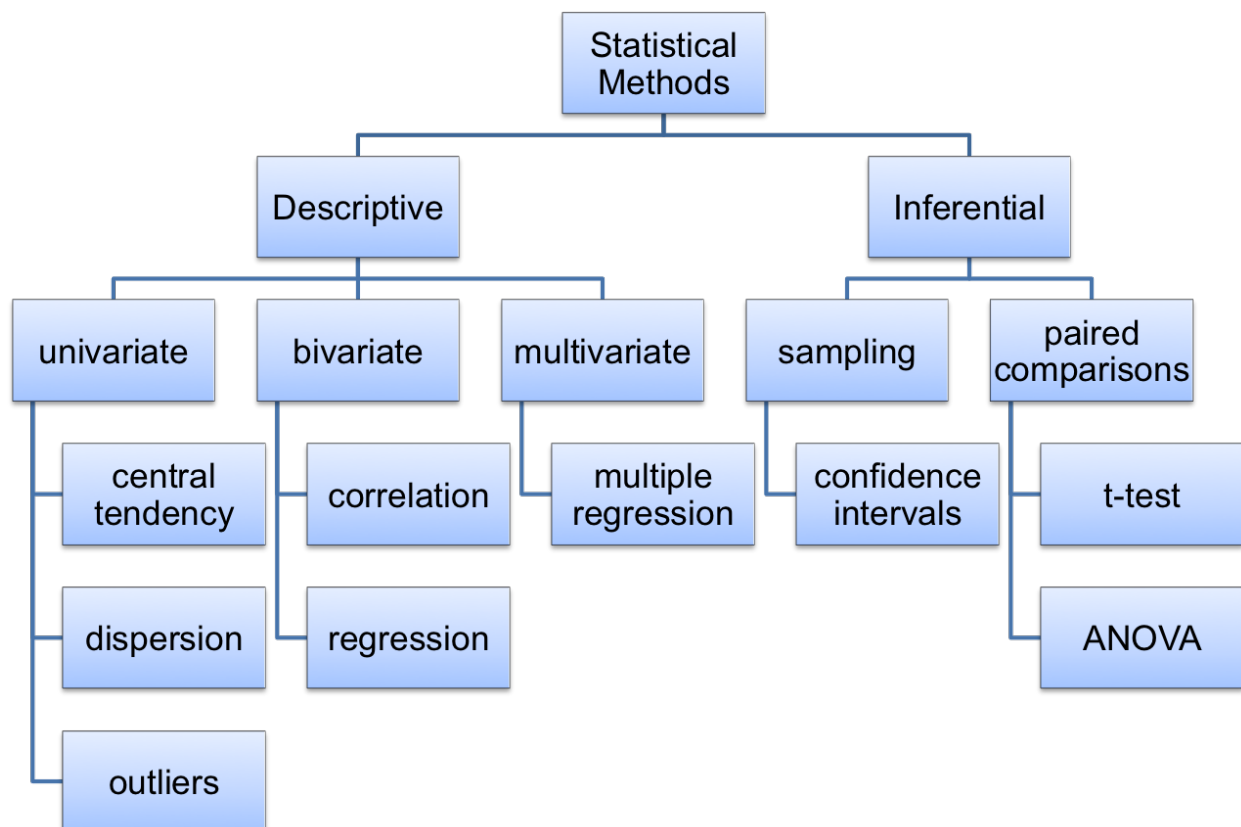 Statistical
Methods
Descriptive
Inferential
univariate
bivariate
multivariate
sampling
paired
comparisons
central
tendency
correlation
multiple
regression
confidence
intervals
t-test
dispersion
regression
ANOVA
outliers